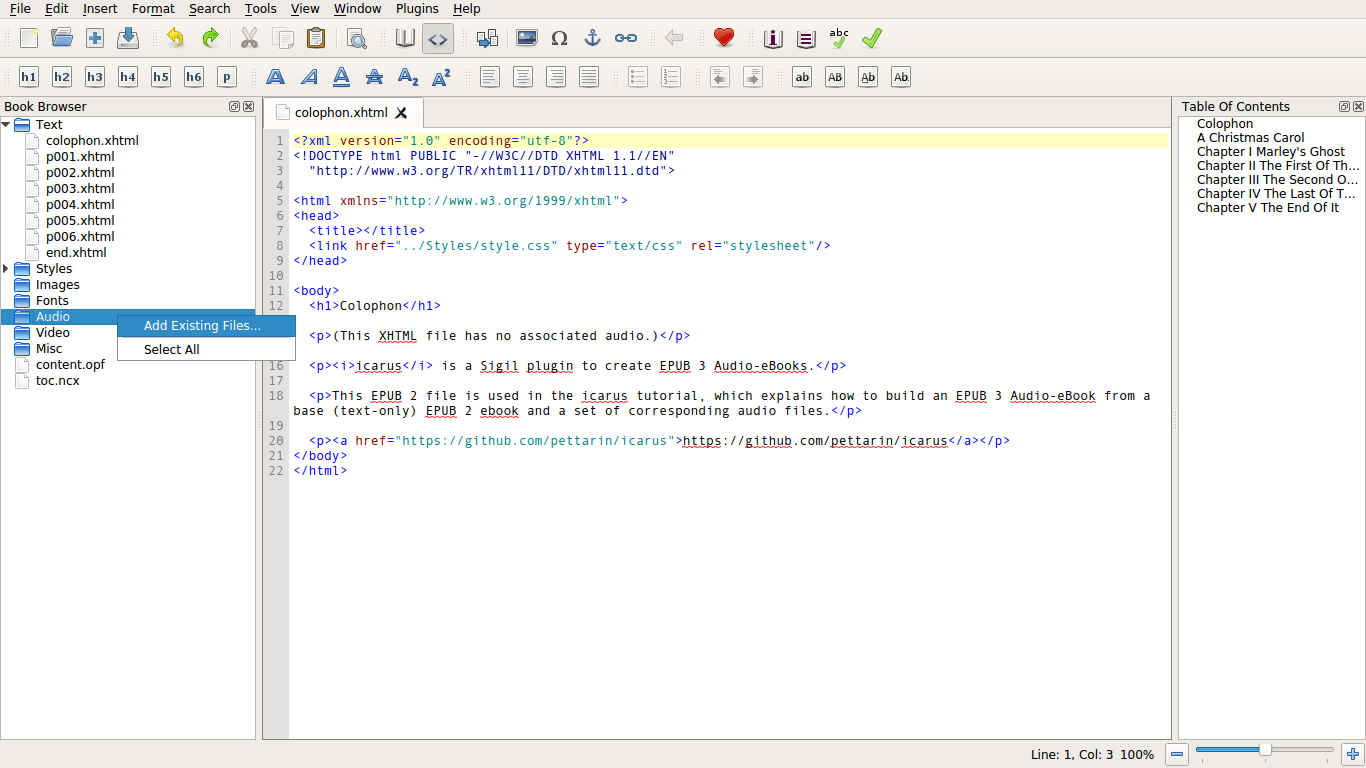 File Edit Insert Format Search Tools View Window Plugins Help
abc
h1 h2 h3 h4 h5 h6 p A A A A A2 A2 ab AB Ab Ab
Book Browser
Text
colophon.xhtml
p001.xhtml
p002.xhtml
p003.xhtml
p004.xhtml
p005.xhtml
p006.xhtml
end.xhtml
Styles
Images
Fonts
Audio
Video
Misc
content.opf
toc.ncx
Add Existing Files...
Select All
colophon.xhtml
1 <?xml version="1.0" encoding="utf-8"?>
2 <!DOCTYPE html PUBLIC "-//W3C//DTD XHTML 1.1//EN"
3 "http://www.w3.org/TR/xhtml11/DTD/xhtml11.dtd">
4
5 <html xmlns="http://www.w3.org/1999/xhtml">
6 <head>
7 <title></title>
8 <link href="../Styles/style.css" type="text/css" rel="stylesheet"/>
9 </head>
10
11 <body>
12 <h1>Colophon</h1>
<p>(This XHTML file has no associated audio.)</p>
16 <p><i>icarus</i> is a Sigil plugin to create EPUB 3 Audio-eBooks.</p>
17
18 <p>This EPUB 2 file is used in the icarus tutorial, which explains how to build an EPUB 3 Audio-eBook from a
base (text-only) EPUB 2 ebook and a set of corresponding audio files.</p>
19
20 <p><a href="https://github.com/pettarin/icarus">https://github.com/pettarin/icarus</a></p>
21 </body>
22 </html>
Table Of Contents
Colophon
A Christmas Carol
Chapter I Marley's Ghost
Chapter II The First Of Th...
Chapter III The Second O...
Chapter IV The Last Of T...
Chapter V The End Of It
Line: 1, Col: 3 100%